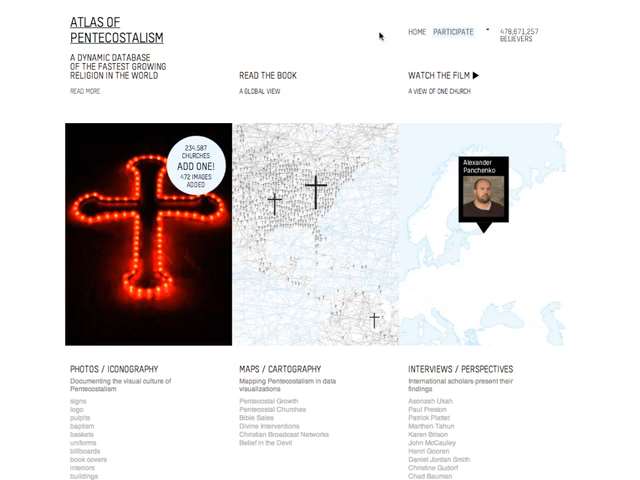 ATLAS OF
PENTECOSTALISM
A DYNAMIC DATABASE
OF THE FASTEST GROWING
RELIGION IN THE WORLD
READ MORE
READ THE BOOK
A GLOBAL VIEW
HOME PARTICIPATE
478,671,257
BELIEVERS
WATCH THE FILM
A VIEW OF ONE CHURCH
234,587
CHURCHES:
ADD ONE!
472 IMAGES
ADDED
Alexander
Panchenko
PHOTOS / ICONOGRAPHY
Documenting the visual culture of
Pentecostalism
signs
logo
pulpits
baptism
baskets
uniforms
billboards
book covers
interiors
buildings
MAPS / CARTOGRAPHY
Mapping Pentecostalism in data
visualizations
Pentecostal Growth
Pentecostal Churches
Bible Sales
Divine Interventions
Christian Broadcast Networks
Belief in the Devil
INTERVIEWS / PERSPECTIVES
International scholars present their
findings
Asonzeh Ukah
Paul Freston
Patrick Plattet
Marthen Tahun
Karen Brison
John McCauley
Henri Gooren
Daniel Jordan Smith
Christine Gudorf
Chad Bauman